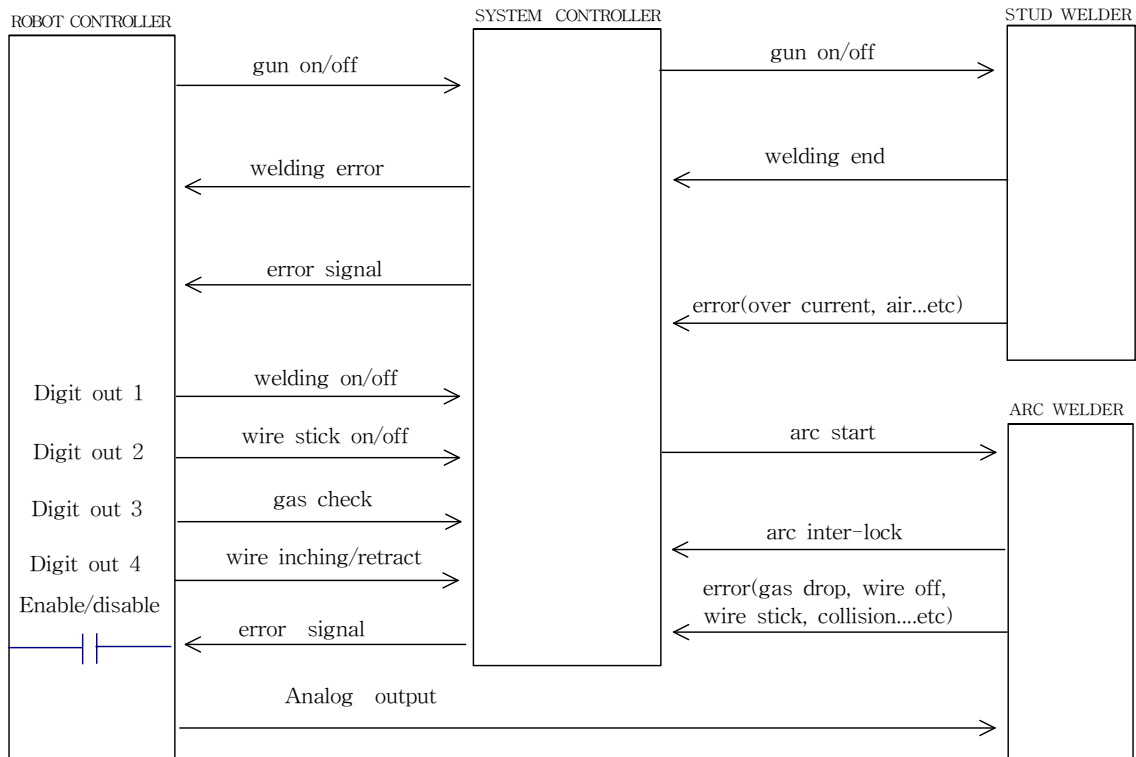 ROBOT CONTROLLER
SYSTEM CONTROLLER
STUD WELDER
gun on/off
gun on/off
welding error
welding end
error signal
error(over current, air...etc)
Digit out 1
welding on/off
ARC WELDER
Digit out 2
wire stick on/off
arc start
Digit out 3
gas check
arc inter-lock
Digit out 4
wire inching/retract
Enable/disable
error signal
error(gas drop, wire off,
wire stick, collision....etc)
Analog output